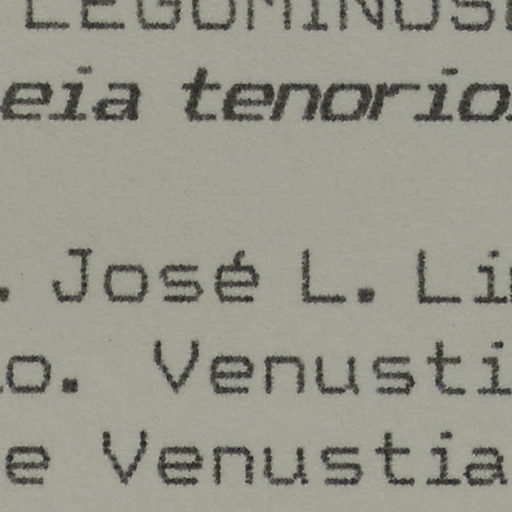 LEGUMINOS
eia tenorio
. José L. Li
o. Venusti
e Venustia